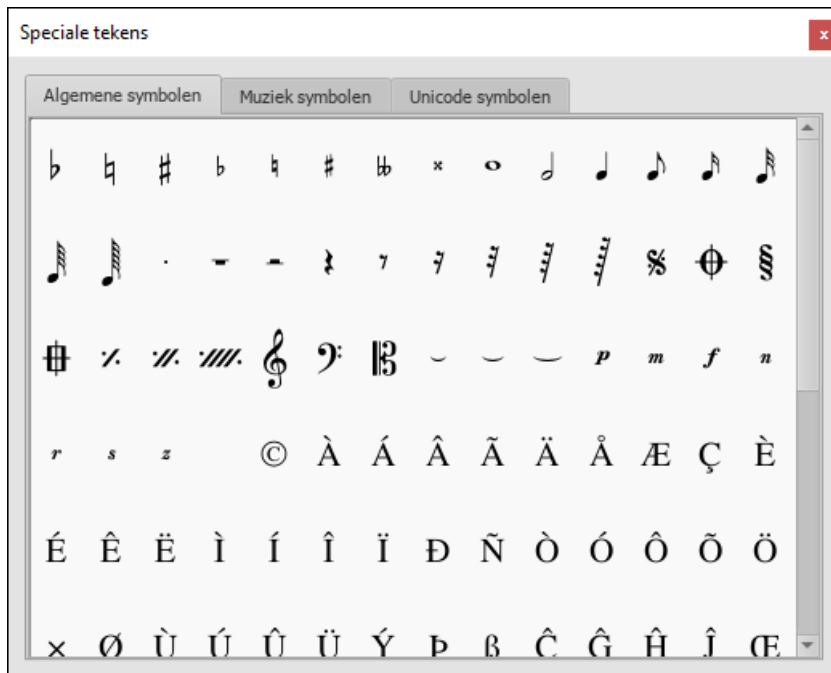 Speciale tekens
x
Algemene symbolen Muziek symbolen Unicode symbolen
♭ ♮ ♯ ♭ ♮ ♯ 𝄫 𝄪 𝅝 𝅗𝅥 𝅘𝅥 𝅘𝅥𝅮 𝅘𝅥𝅯 𝅘𝅥𝅰
𝅘𝅥𝅱 𝅘𝅥𝅲 . 𝄻 𝄼 𝄽 𝄾 𝄿 𝅀 𝅁 𝅂 𝄋 𝄌 §
𝄡 𝄞 𝄢 p m f n
r s z © À Á Â Ã Ä Å Æ Ç È
É Ê Ë Ì Í Î Ï Ð Ñ Ò Ó Ô Õ Ö
× Ø Ù Ú Û Ü Ý Þ ß Ĉ Ĝ Ĥ Ĵ Œ